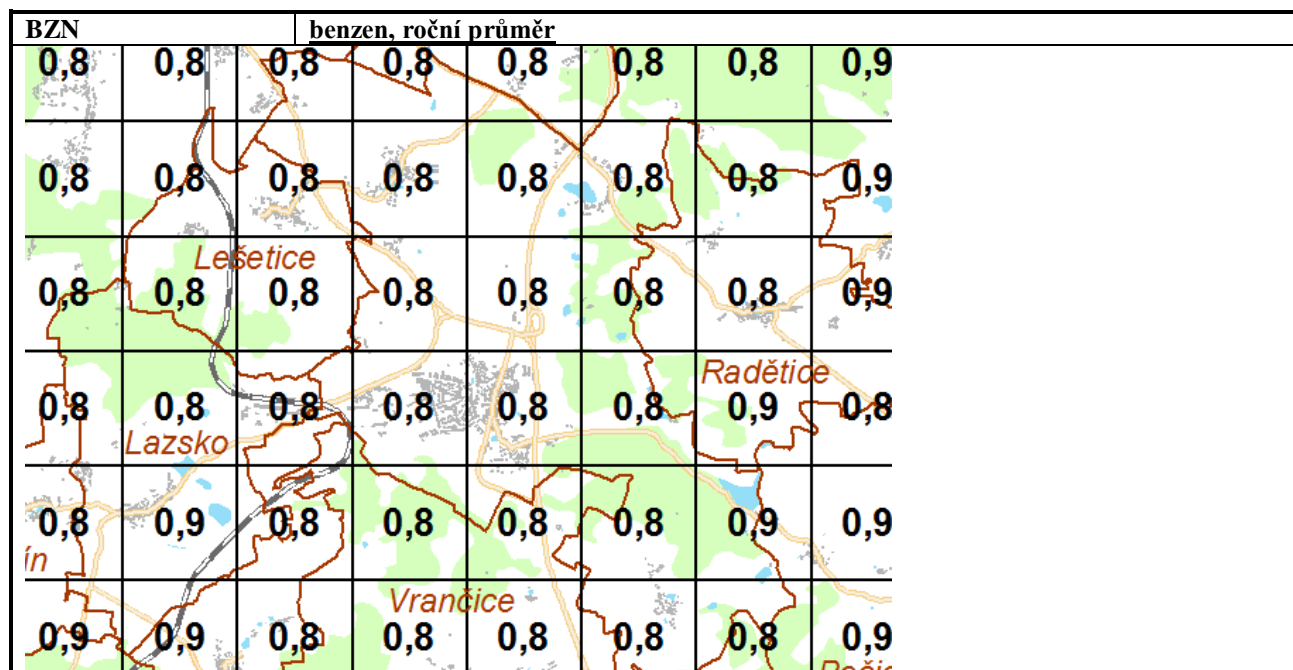 BZN benzen, roční průměr
0,8 0,8 0,8 0,8 0,8 0,8 0,8 0,9
0,8 0,8 0,8 0,8 0,8 0,8 0,8 0,9
Lešetice
0,8 0,8 0,8 0,8 0,8 0,8 0,8 0,9
Radětice
0,8 0,8 0,8 0,8 0,8 0,8 0,9 0,8
Lazsko
0,8 0,9 0,8 0,8 0,8 0,8 0,9 0,9
ín
Vrančice
0,9 0,9 0,8 0,8 0,8 0,8 0,8 0,9